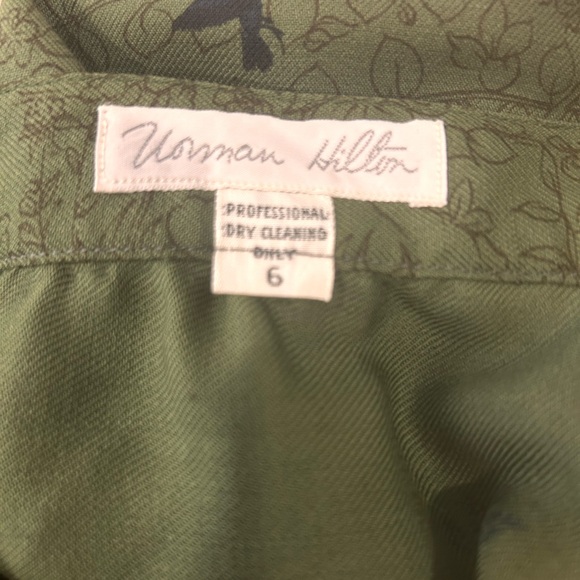 Norman Hilton
PROFESSIONAL
DRY CLEANING
ONLY
6